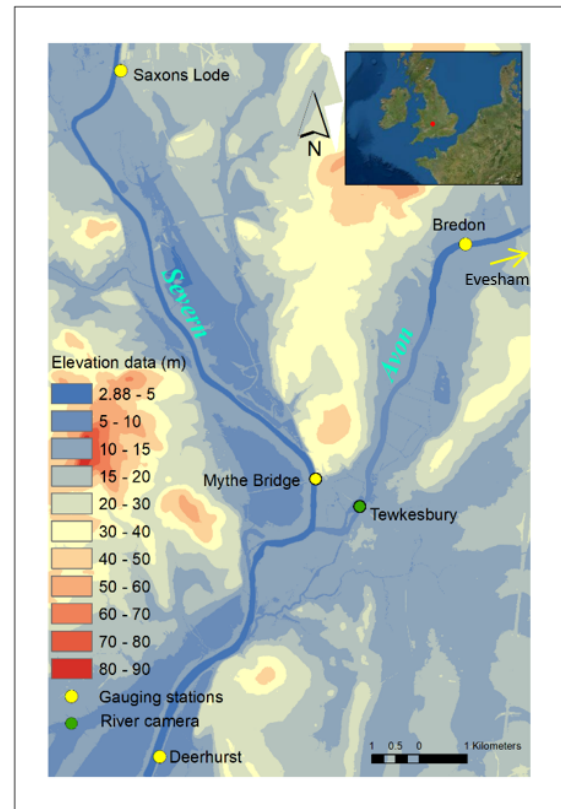 Saxons Lode
N
Bredon
Evesham
Severn
Avon
Elevation data (m)
2.88 - 5
5 - 10
10 - 15
15 - 20
20 - 30
30 - 40
40 - 50
50 - 60
60 - 70
70 - 80
80 - 90
Mythe Bridge
Tewkesbury
Gauging stations
River camera
Deerhurst
1 0.5 0 1 Kilometers